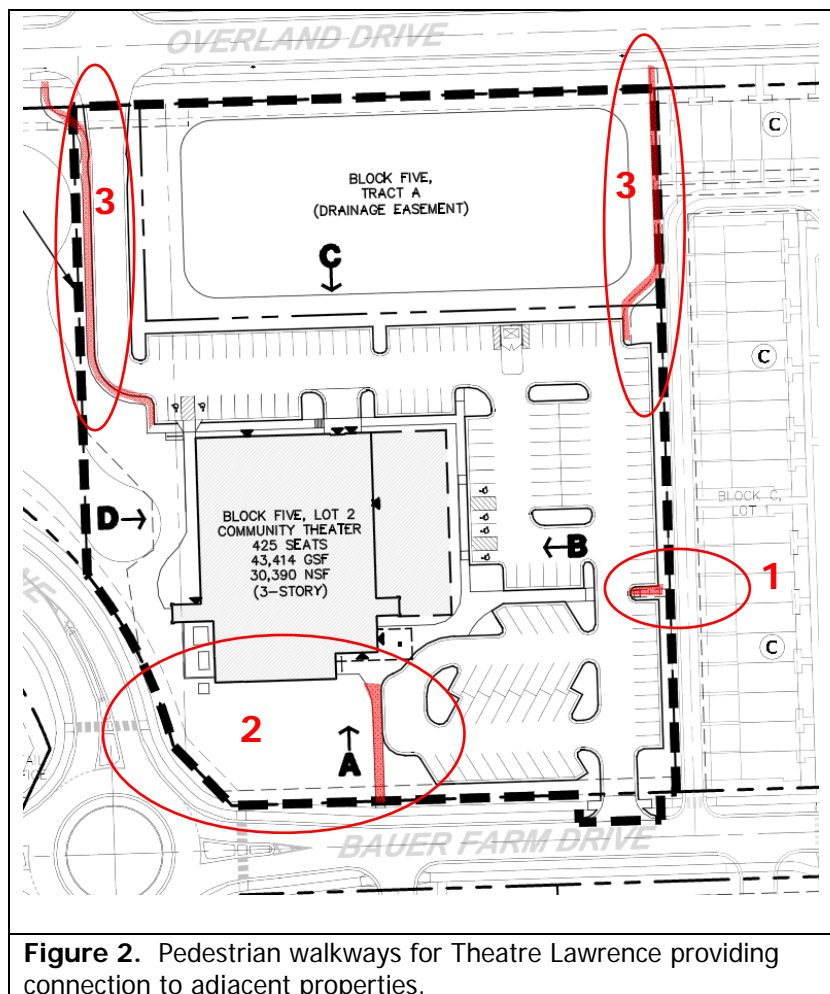 OVERLAND DRIVE
C
3
3
BLOCK FIVE,
TRACT A
(DRAINAGE EASEMENT)
C
C
BLOCK C,
LOT 1
D
BLOCK FIVE, LOT 2
COMMUNITY THEATER
425 SEATS
43,414 GSF
30,390 NSF
(3-STORY)
B
1
C
2
A
BAUER FARM DRIVE
Figure 2. Pedestrian walkways for Theatre Lawrence providing
connection to adjacent properties.